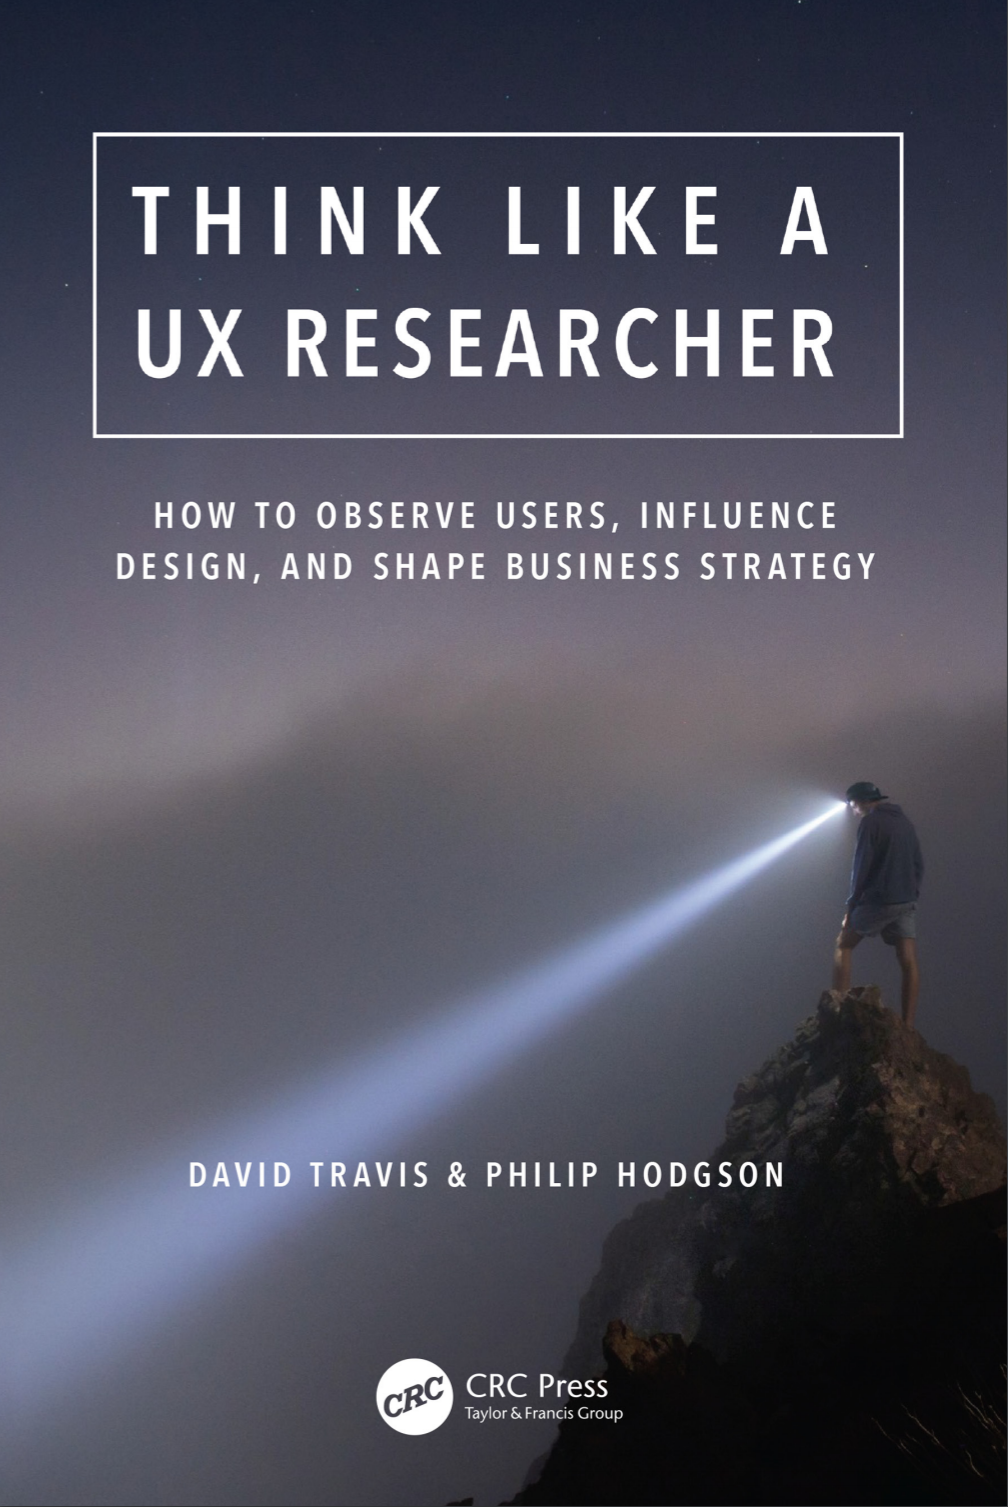 THINK LIKE A
UX RESEARCHER
HOW TO OBSERVE USERS, INFLUENCE
DESIGN, AND SHAPE BUSINESS STRATEGY
DAVID TRAVIS & PHILIP HODGSON
CRC
CRC Press
Taylor & Francis Group